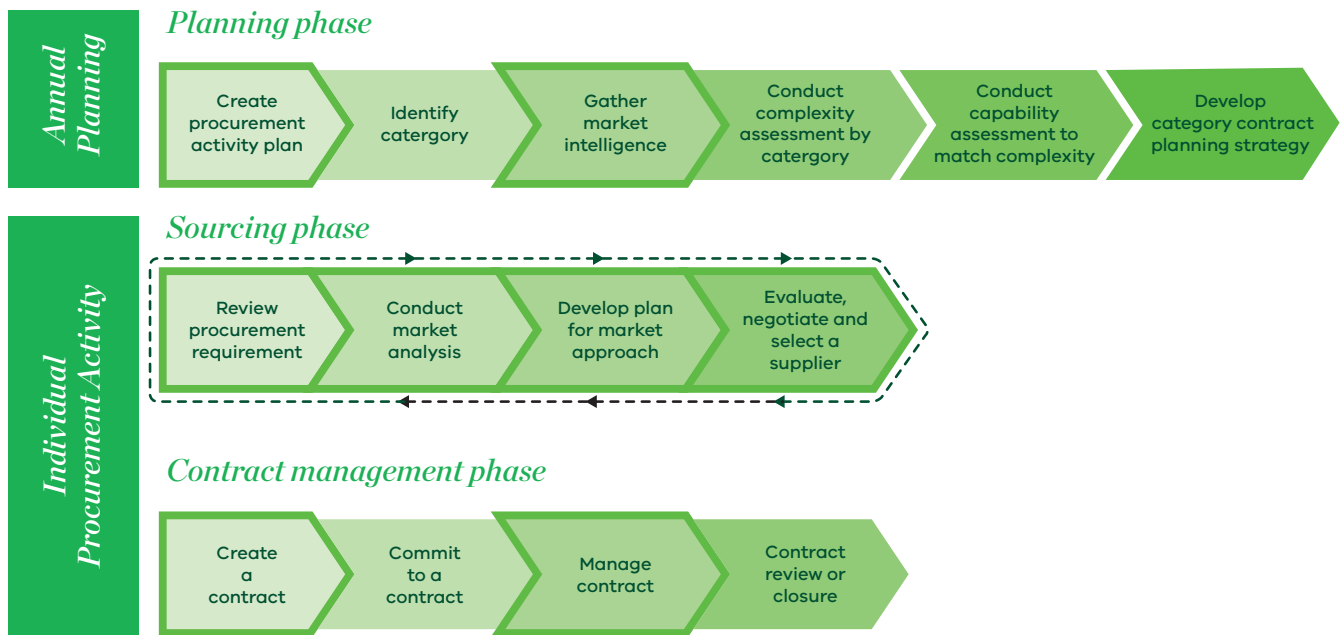 Annual
Planning
Planning phase
Create
procurement
activity plan
Identify
catergory
Gather
market
intelligence
Conduct
complexity
assessment by
catergory
Conduct
capability
assessment to
match complexity
Develop
category contract
planning strategy
Individual
Procurement Activity
Sourcing phase
Review
procurement
requirement
Conduct
market
analysis
Develop plan
for market
approach
Evaluate,
negotiate and
select a
supplier
Contract management phase
Create
a
contract
Commit
to a
contract
Manage
contract
Contract
review or
closure